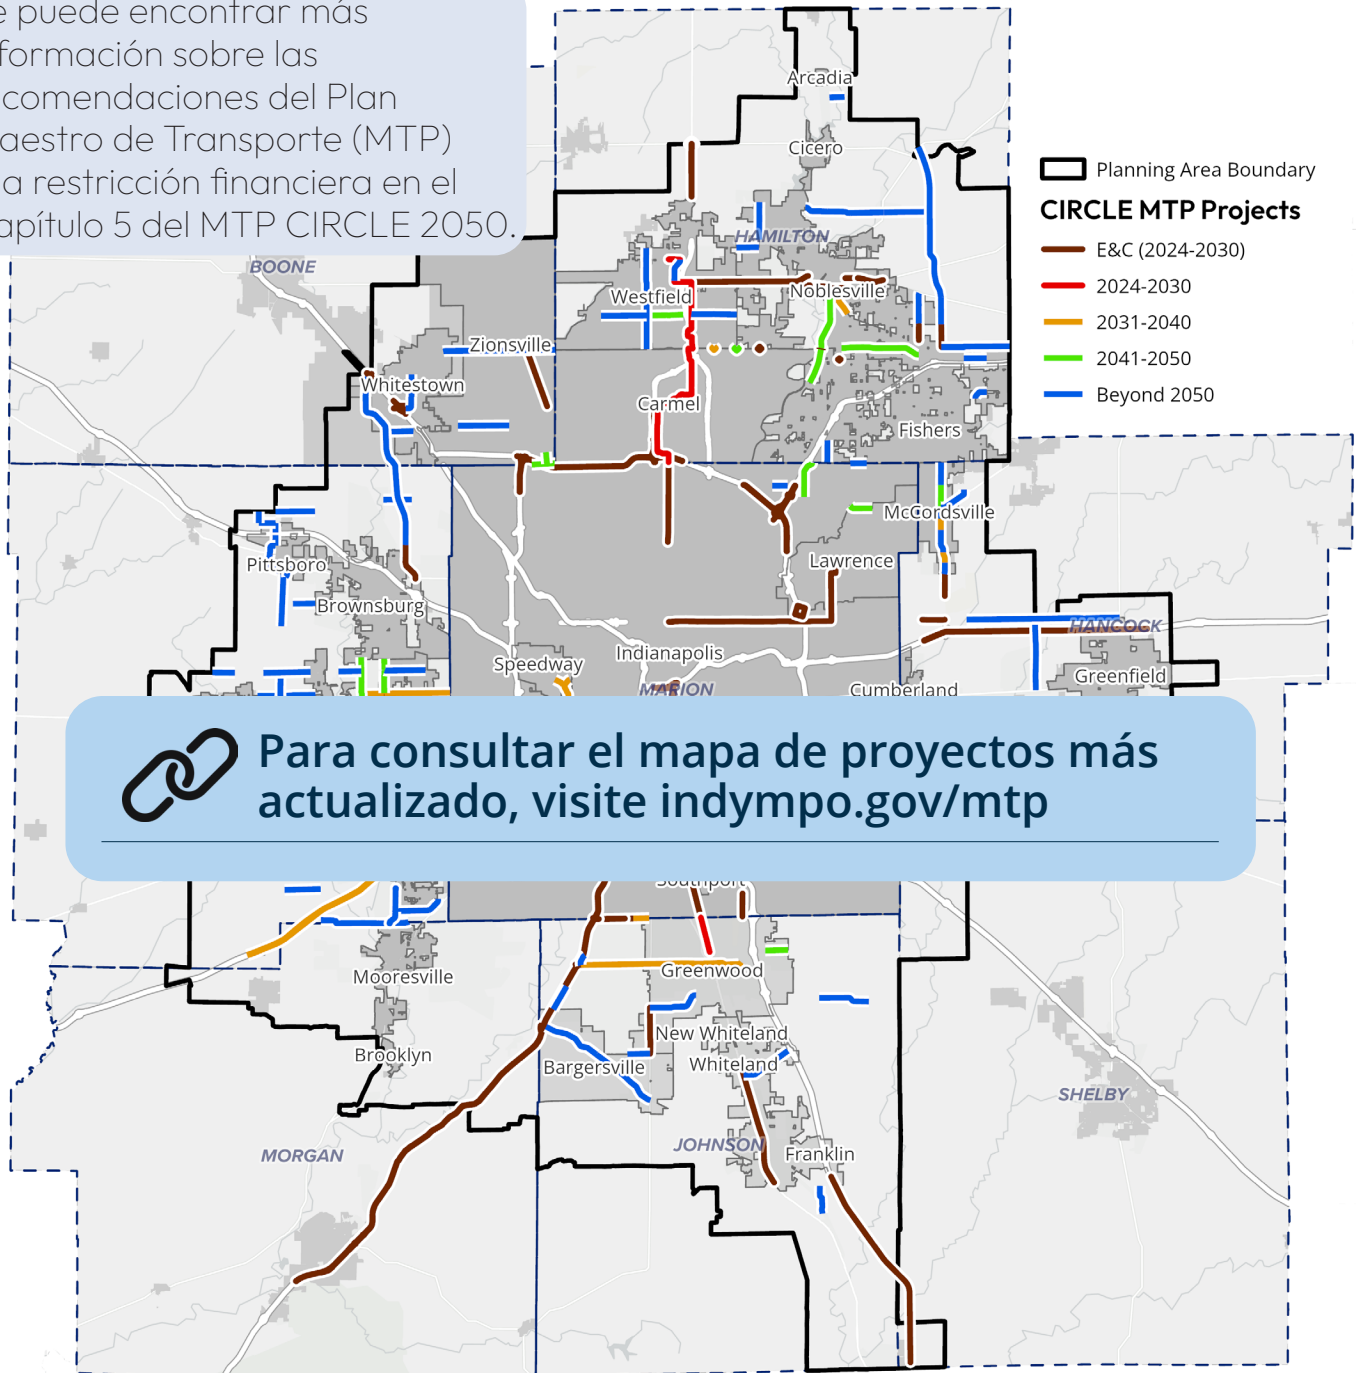 puede encontrar más
formación sobre las
comendaciones del Plan
aestro de Transporte (MTP)
a restricción financiera en el
apítulo 5 del MTP CIRCLE 2050.
Arcadia
Cicero
Planning Area Boundary
CIRCLE MTP Projects
E&C (2024-2030)
2024-2030
2031-2040
2041-2050
Beyond 2050
HAMILTON
BOONE
Westfield
Noblesville
Zionsville
Whitestown
Carmel
Fishers
McCordsville
Pittsboro
Lawrence
Brownsburg
HANCOCK
Indianapolis
Speedway
Greenfield
MARION
Cumberland
Para consultar el mapa de proyectos más
actualizado, visite indympo.gov/mtp
Southport
Greenwood
Mooresville
New Whiteland
Brooklyn
Whiteland
Bargersville
SHELBY
JOHNSON
Franklin
MORGAN